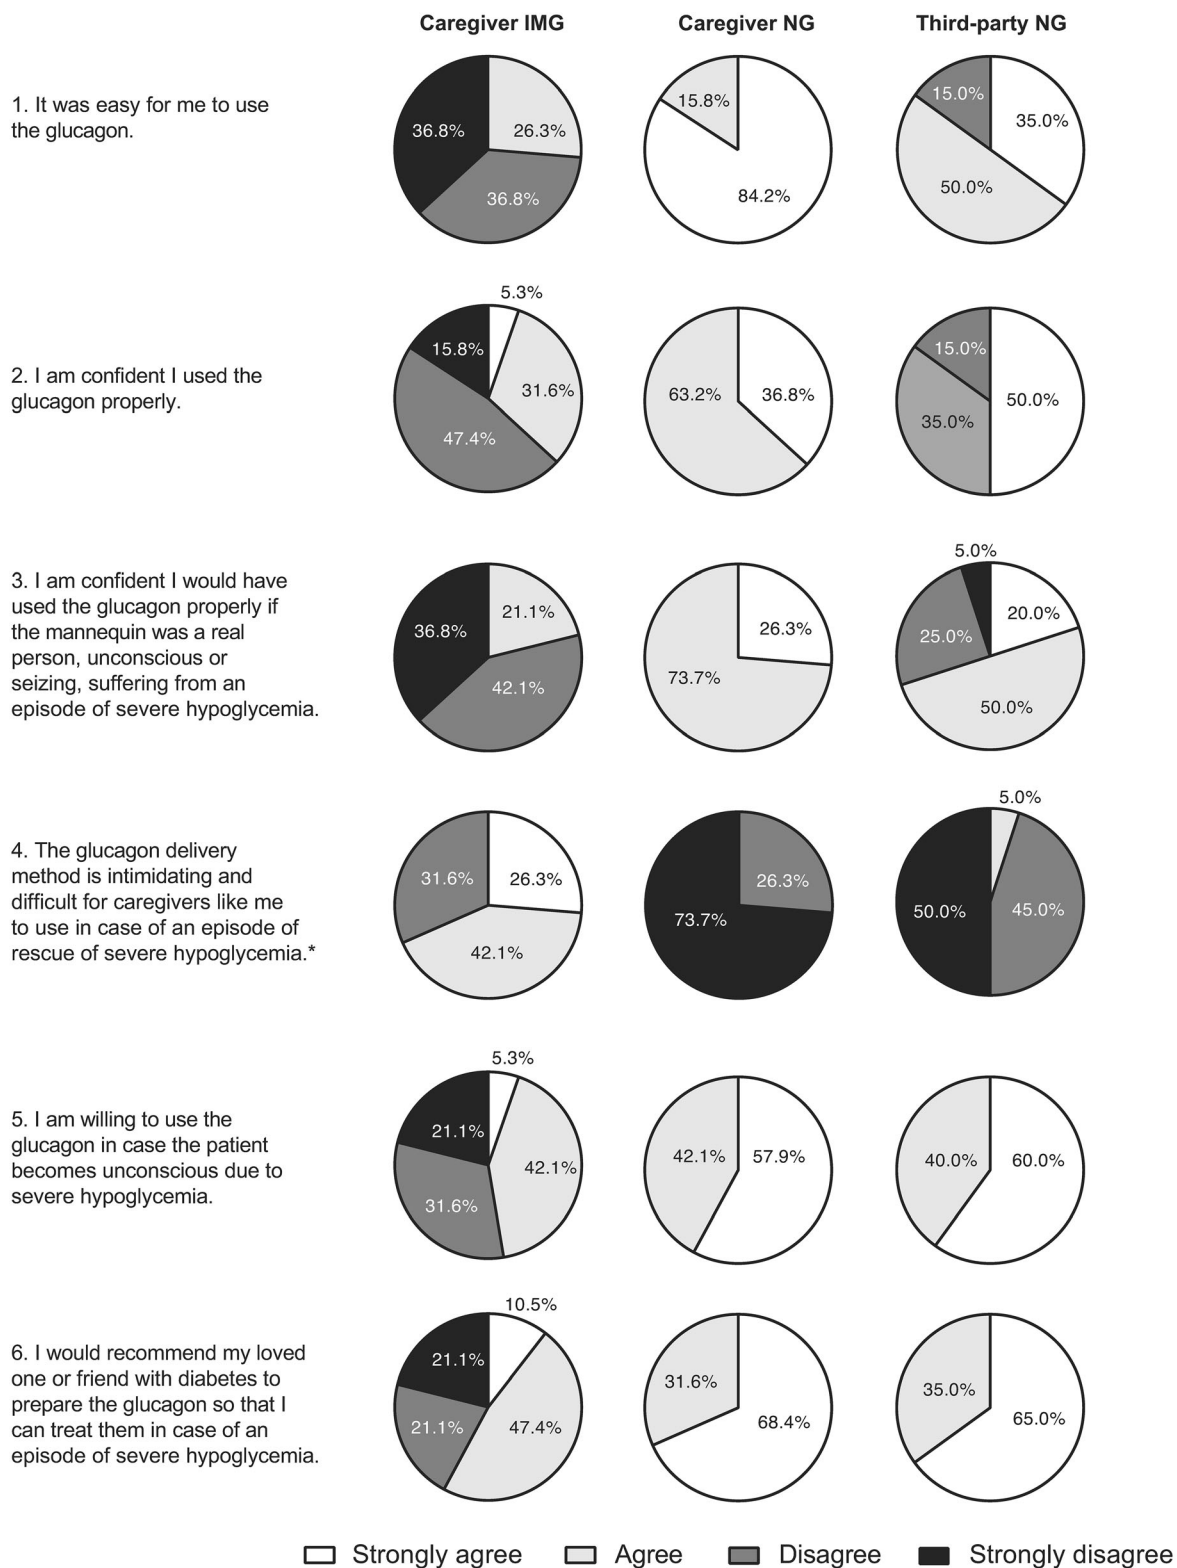 Caregiver IMG Caregiver NG Third-party NG
1. It was easy for me to use
the glucagon.
36.8% 26.3% 36.8%
15.8% 84.2%
15.0% 35.0% 50.0%
2. I am confident I used the
glucagon properly.
5.3% 15.8% 31.6% 47.4%
63.2% 36.8%
15.0% 50.0% 35.0%
3. I am confident I would have
used the glucagon properly if
the mannequin was a real
person, unconscious or
seizing, suffering from an
episode of severe hypoglycemia.
21.1% 36.8% 42.1%
26.3% 73.7%
5.0% 20.0% 25.0% 50.0%
4. The glucagon delivery
method is intimidating and
difficult for caregivers like me
to use in case of an episode of
rescue of severe hypoglycemia.*
31.6% 26.3% 42.1%
26.3% 73.7%
5.0% 50.0% 45.0%
5. I am willing to use the
glucagon in case the patient
becomes unconscious due to
severe hypoglycemia.
5.3% 21.1% 42.1% 31.6%
42.1% 57.9%
40.0% 60.0%
6. I would recommend my loved
one or friend with diabetes to
prepare the glucagon so that I
can treat them in case of an
episode of severe hypoglycemia.
10.5% 21.1% 21.1% 47.4%
31.6% 68.4%
35.0% 65.0%
Strongly agree Agree Disagree Strongly disagree